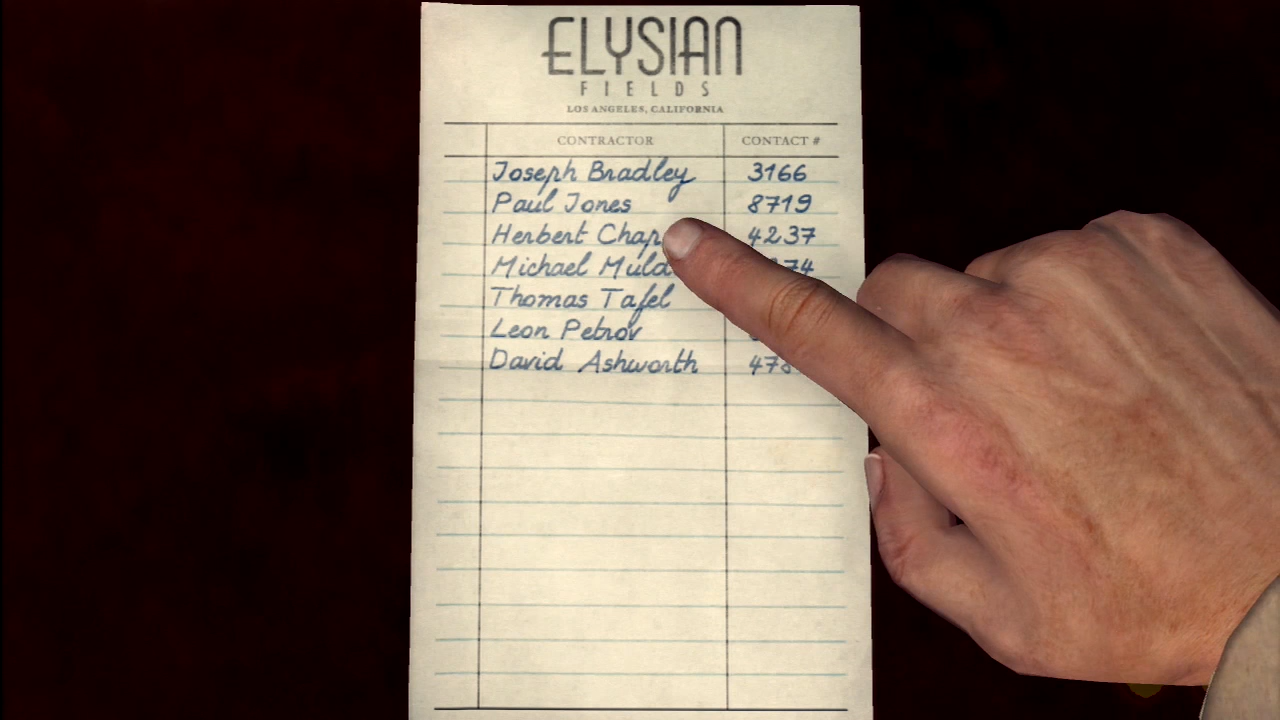 ELYSIAN
FIELDS
LOS ANGELES, CALIFORNIA
CONTRACTOR CONTACT #
Joseph Bradley 3166
Paul Jones 8719
Herbert 4237
Michael
Thomas Tafel
Leon Petrov
David Ashworth